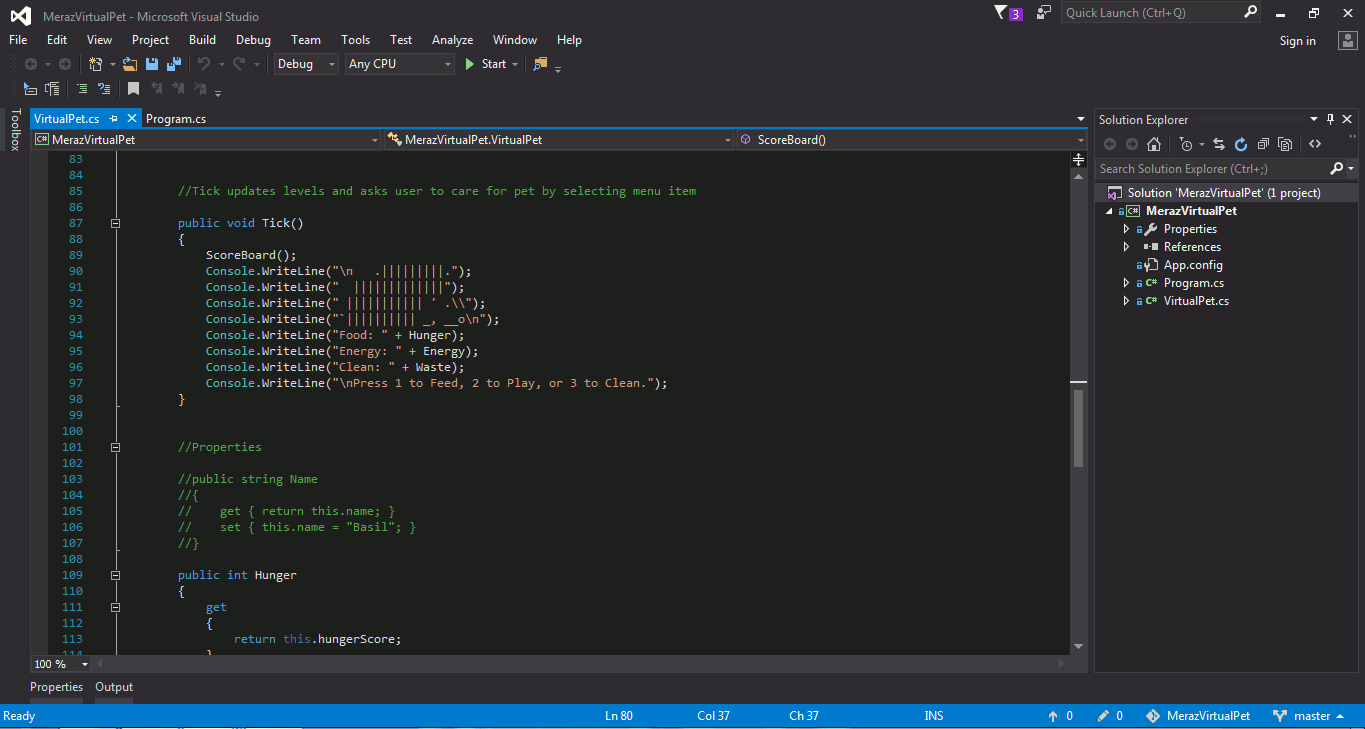 MerazVirtualPet - Microsoft Visual Studio
3
Quick Launch (Ctrl+Q)
File Edit View Project Build Debug Team Tools Test Analyze Window Help
Sign in
Debug Any CPU Start
Toolbox
VirtualPet.cs Program.cs
C# MerazVirtualPet MerazVirtualPet.VirtualPet ScoreBoard()
83
84
85 //Tick updates levels and asks user to care for pet by selecting menu item
86
87 public void Tick()
88 {
89 ScoreBoard();
90 Console.WriteLine("\n   .|||||||||.");
91 Console.WriteLine("  |||||||||||||");
92 Console.WriteLine(" ||||||||||| ' .\\");
93 Console.WriteLine("`|||||||||| _, __o\n");
94 Console.WriteLine("Food: " + Hunger);
95 Console.WriteLine("Energy: " + Energy);
96 Console.WriteLine("Clean: " + Waste);
97 Console.WriteLine("\nPress 1 to Feed, 2 to Play, or 3 to Clean.");
98 }
99
100
101 //Properties
102
103 //public string Name
104 //{
105 //    get { return this.name; }
106 //    set { this.name = "Basil"; }
107 //}
108
109 public int Hunger
110 {
111 get
112 {
113 return this.hungerScore;
114 }
100 %
Solution Explorer
Search Solution Explorer (Ctrl+;)
Solution 'MerazVirtualPet' (1 project)
C# MerazVirtualPet
Properties
References
App.config
C# Program.cs
C# VirtualPet.cs
Properties Output
Ready Ln 80 Col 37 Ch 37 INS 0 0 MerazVirtualPet master